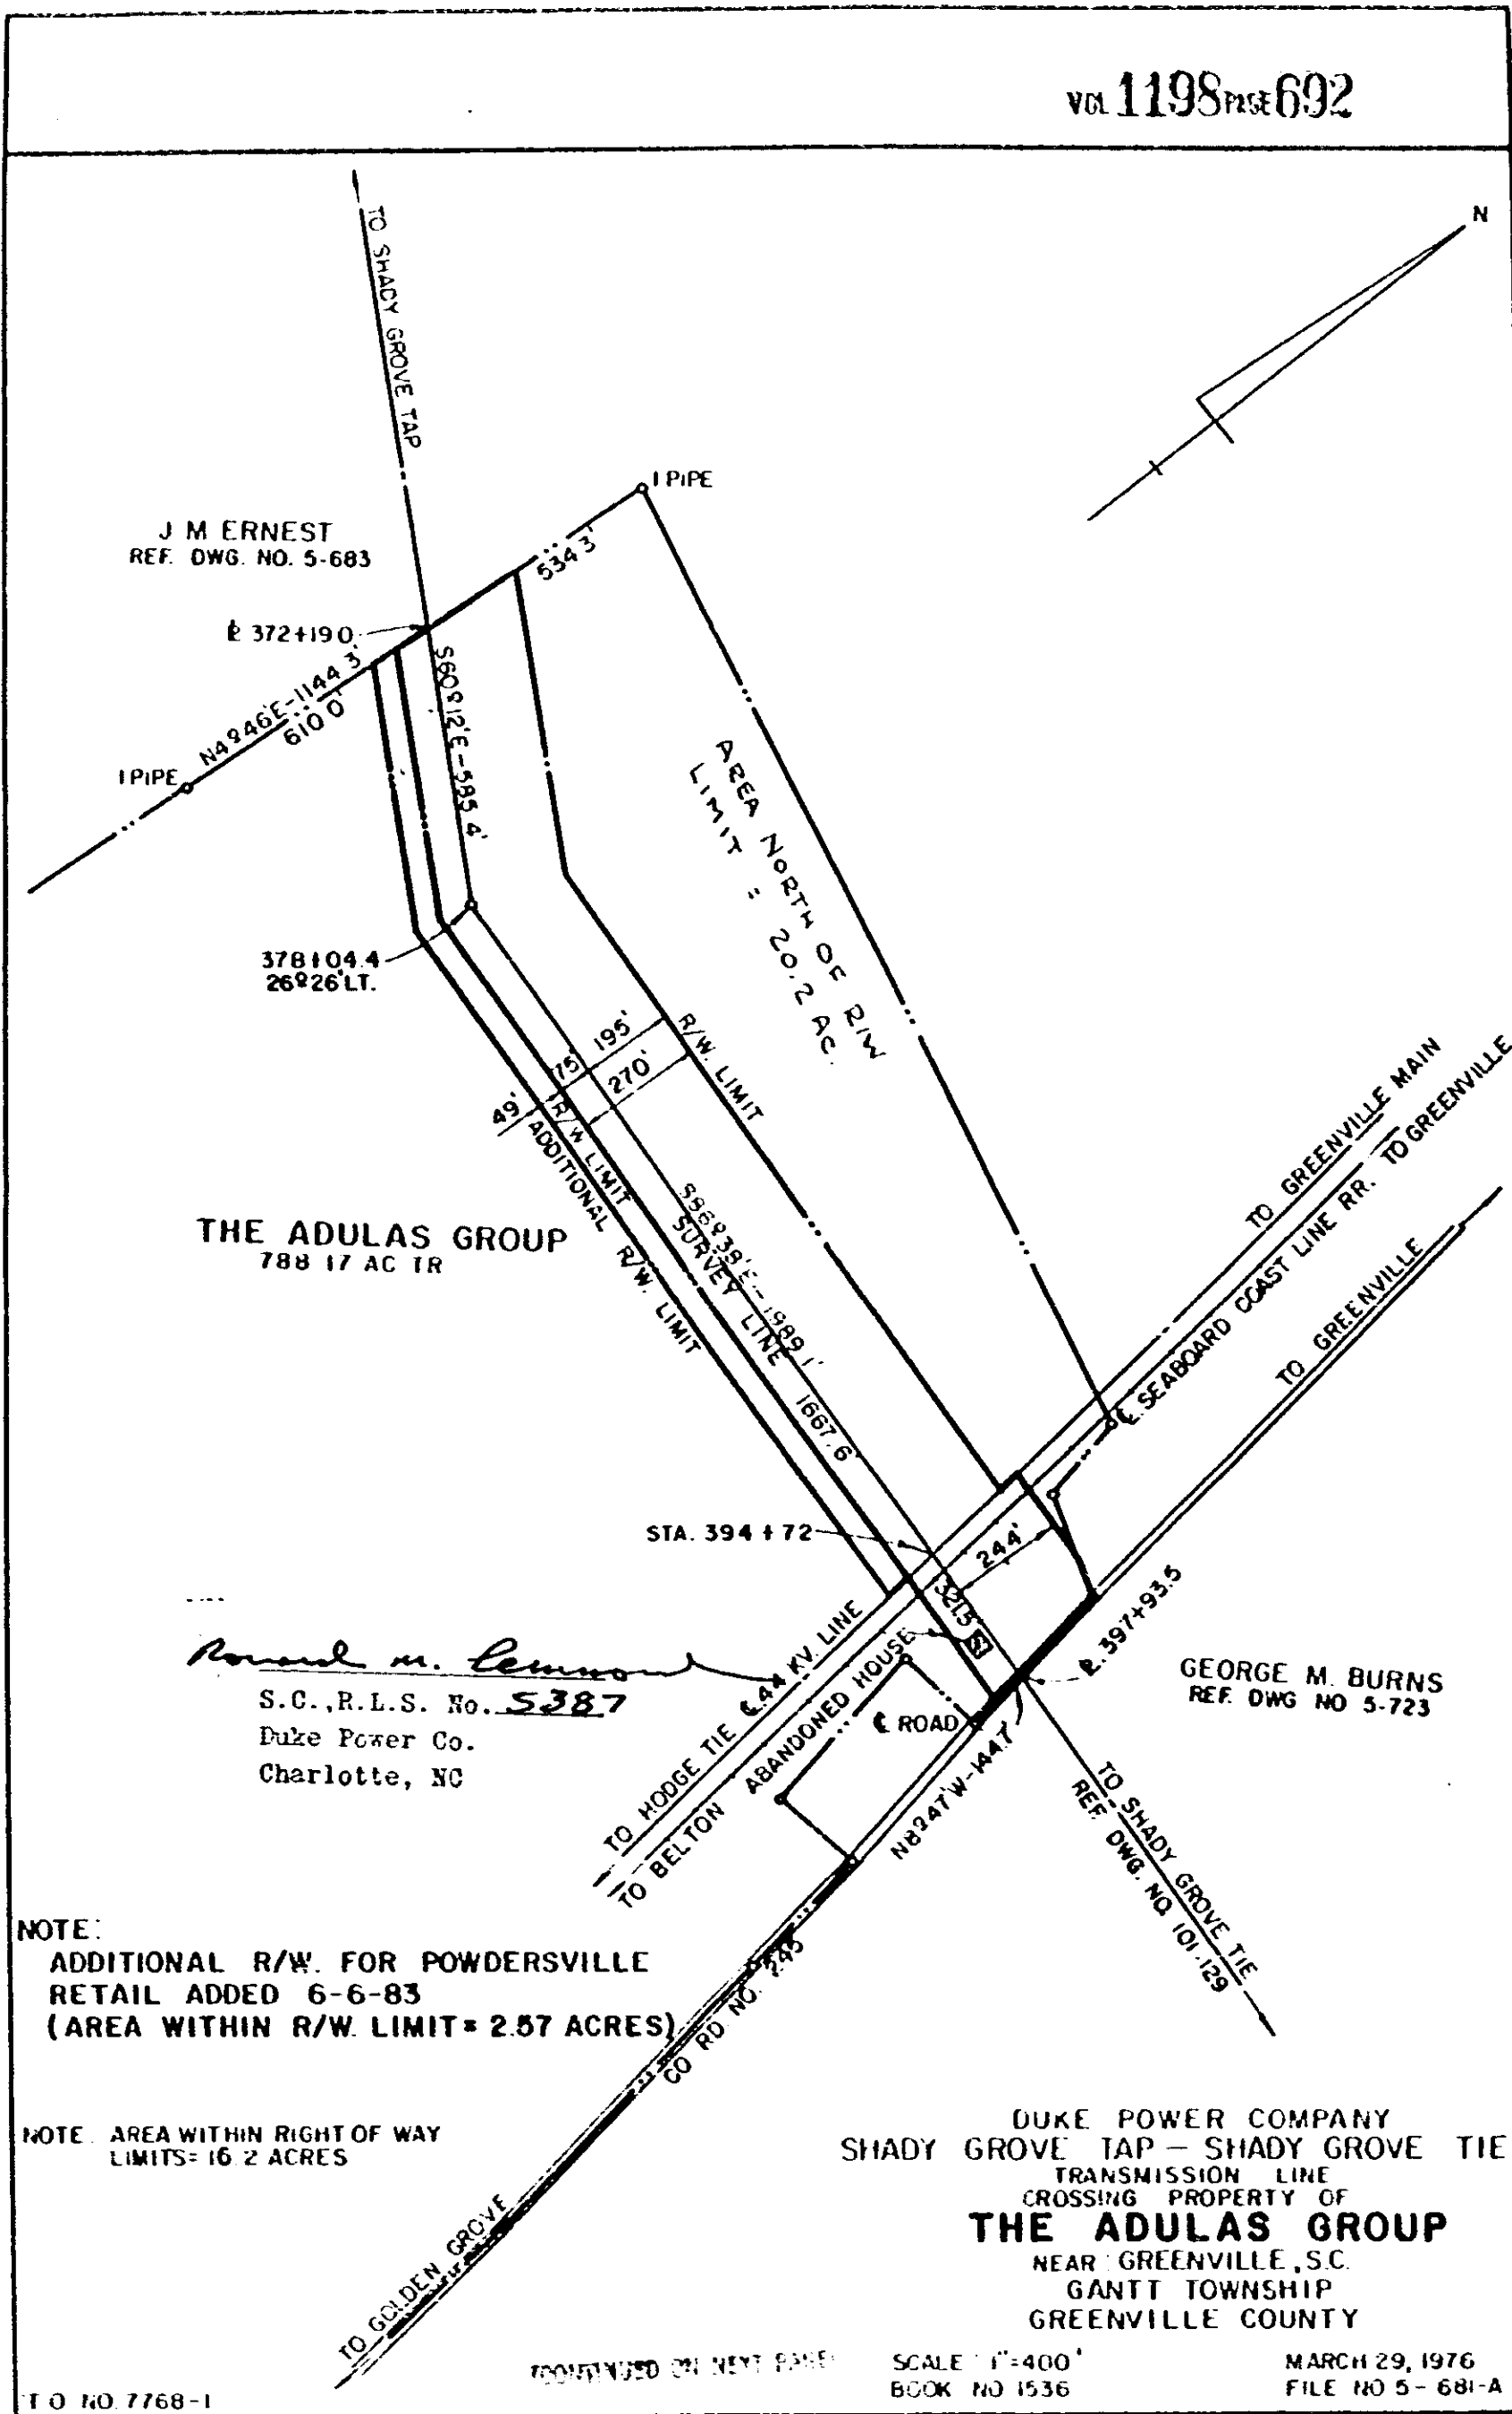 VOL 1198 PAGE 692
N
TO SHADY GROVE TAP
I PIPE
J M ERNEST
REF. DWG. NO. 5-683
534 3'
372+19 0
N4°46'E-1144 3'
610 0'
S60°12'E-585 4'
I PIPE
AREA NORTH OF R/W
LIMIT = 20.2 AC.
378+04.4
26°26' LT.
195'
75'
270'
49'
R/W. LIMIT
R/W LIMIT
ADDITIONAL R/W. LIMIT
S86°38'E-1989 1'
SURVEY LINE
1667.6
THE ADULAS GROUP
788 17 AC TR
TO GREENVILLE MAIN
℄ SEABOARD COAST LINE RR. TO GREENVILLE
TO GREENVILLE
STA. 394+72
244'
321.5
397+93.5
GEORGE M. BURNS
REF. DWG NO 5-723
S.C.,R.L.S. No. 5387
Duke Power Co.
Charlotte, NC
TO HODGE TIE ℄ 44 KV. LINE
TO BELTON
ABANDONED HOUSE
℄ ROAD
N8°47'W-144.7'
TO SHADY GROVE TIE
REF. DWG. NO. 101-129
NOTE:
ADDITIONAL R/W. FOR POWDERSVILLE
RETAIL ADDED 6-6-83
(AREA WITHIN R/W. LIMIT = 2.57 ACRES)
CO RD NO. 245
NOTE. AREA WITHIN RIGHT OF WAY
LIMITS = 16 2 ACRES
TO GOLDEN GROVE
DUKE POWER COMPANY
SHADY GROVE TAP — SHADY GROVE TIE
TRANSMISSION LINE
CROSSING PROPERTY OF
THE ADULAS GROUP
NEAR GREENVILLE, S.C.
GANTT TOWNSHIP
GREENVILLE COUNTY
(CONTINUED ON NEXT PAGE)
SCALE 1"=400'
BOOK NO 1536
MARCH 29, 1976
FILE NO 5-681-A
T O NO. 7768-1